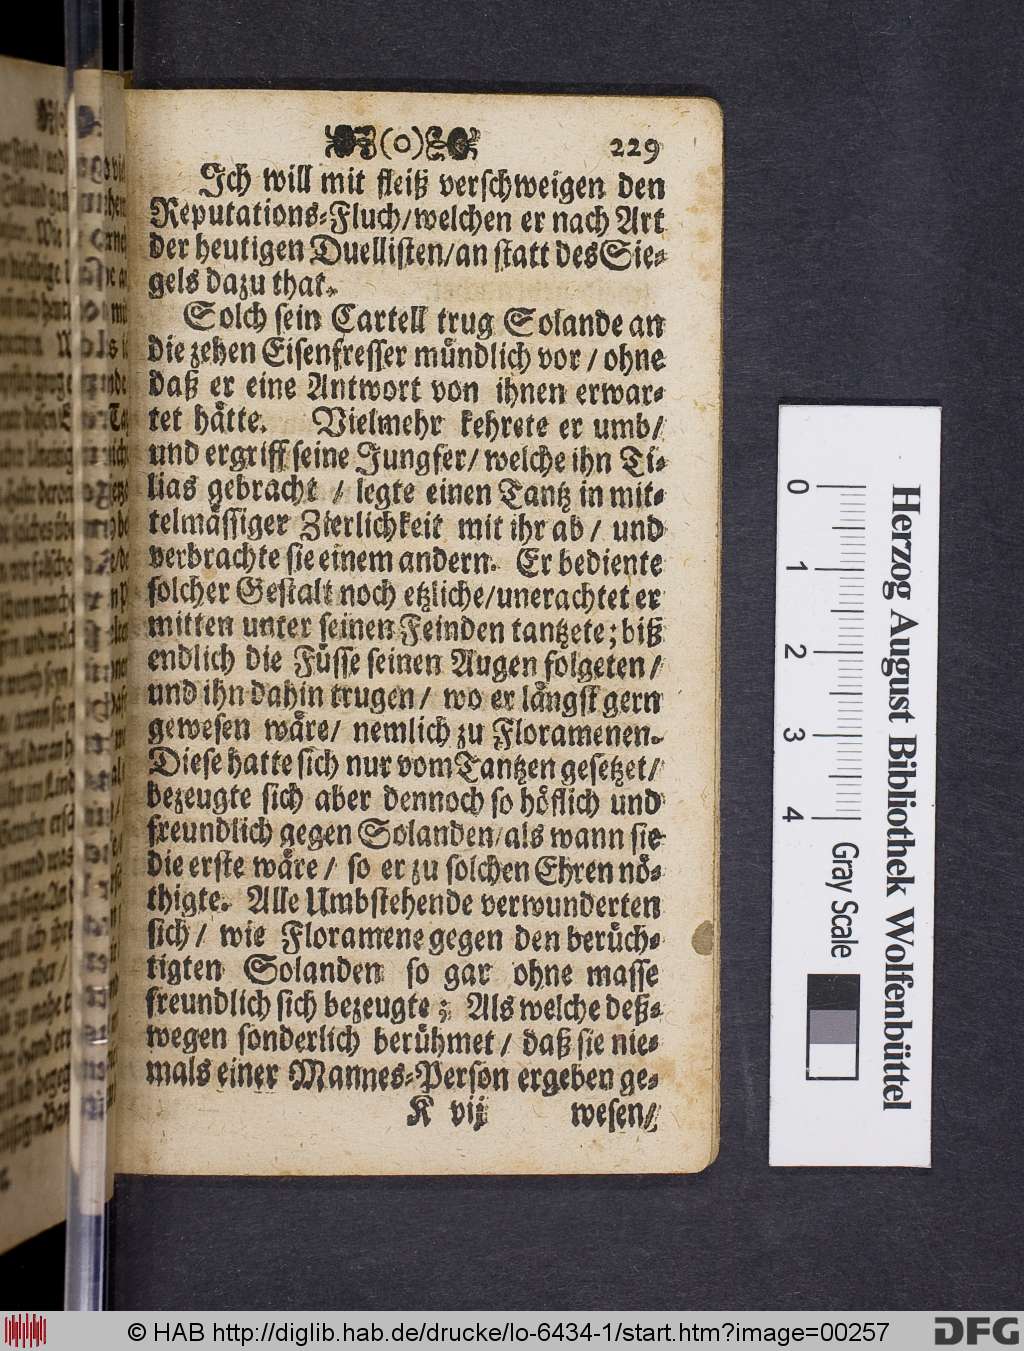 (o) 229
Ich will mit fleiß verschweigen den
Reputations-Fluch/welchen er nach Art
der heutigen Duellisten/an statt des Sie-
gels dazu that.
Solch sein Cartell trug Solande an
die zehen Eisenfresser mündlich vor/ohne
daß er eine Antwort von ihnen erwar-
tet hätte. Vielmehr kehrete er umb/
und ergriff seine Jungfer/welche ihn Ti-
lias gebracht / legte einen Tantz in mit-
telmässiger Zierlichkeit mit ihr ab/ und
verbrachte sie einem andern. Er bediente
solcher Gestalt noch etzliche/unerachtet er
mitten unter seinen Feinden tantzete; biß
endlich die Füsse seinen Augen folgeten/
und ihn dahin trugen/ wo er längst gern
gewesen wäre/ nemlich zu Floramenen.
Diese hatte sich nur vom Tantzen gesetzet/
bezeugte sich aber dennoch so höflich und
freundlich gegen Solanden/als wann sie
die erste wäre/ so er zu solchen Ehren nö-
thigte. Alle Umbstehende verwunderten
sich/ wie Floramene gegen den berüch-
tigten Solanden so gar ohne masse
freundlich sich bezeugte; Als welche deß-
wegen sonderlich berühmet/ daß sie nie-
mals einer Mannes-Person ergeben ge-
K vij wesen/
0 1 2 3 4
Gray Scale
Herzog August Bibliothek Wolfenbüttel
© HAB http://diglib.hab.de/drucke/lo-6434-1/start.htm?image=00257
DFG